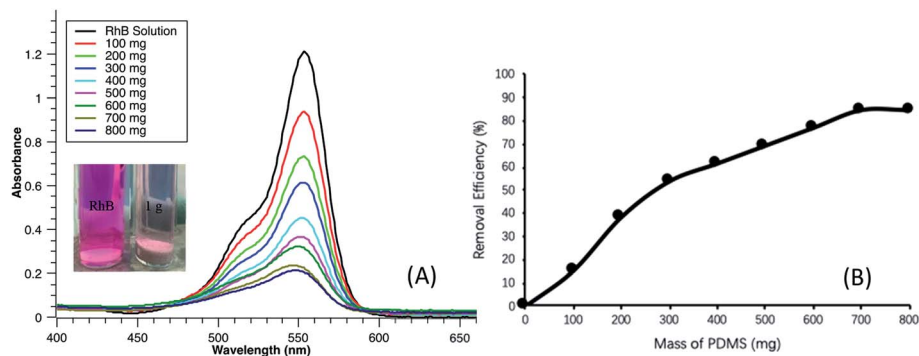 RhB Solution
100 mg
200 mg
300 mg
400 mg
500 mg
600 mg
700 mg
800 mg
1.2
1
0.8
0.6
0.4
0.2
0
Absorbance
RhB
1 g
(A)
400
450
500
550
600
650
Wavelength (nm)
100
90
80
70
60
50
40
30
20
10
0
Removal Efficiency (%)
(B)
0
100
200
300
400
500
600
700
800
Mass of PDMS (mg)